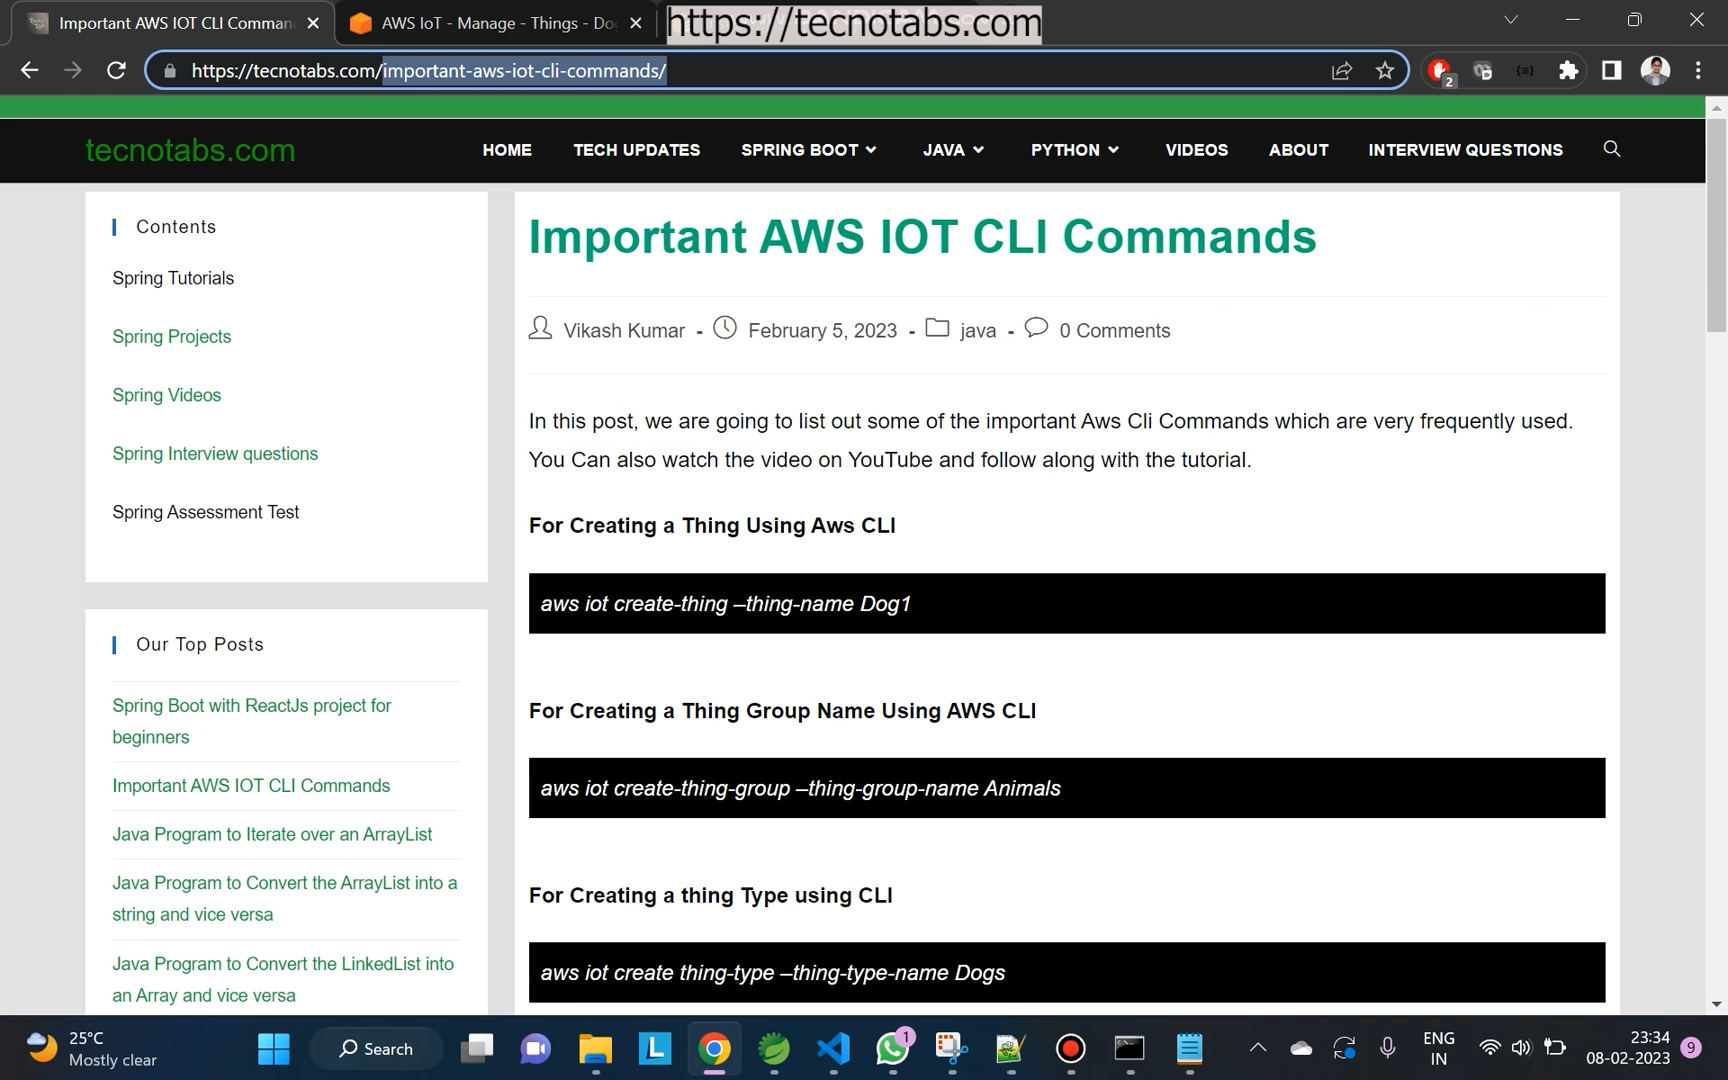 Important AWS IOT CLI Comman
AWS IoT - Manage - Things - Do
https://tecnotabs.com
https://tecnotabs.com/important-aws-iot-cli-commands/
2
tecnotabs.com
HOME
TECH UPDATES
SPRING BOOT
JAVA
PYTHON
VIDEOS
ABOUT
INTERVIEW QUESTIONS
Contents
Spring Tutorials
Spring Projects
Spring Videos
Spring Interview questions
Spring Assessment Test
Our Top Posts
Spring Boot with ReactJs project for
beginners
Important AWS IOT CLI Commands
Java Program to Iterate over an ArrayList
Java Program to Convert the ArrayList into a
string and vice versa
Java Program to Convert the LinkedList into
an Array and vice versa
Important AWS IOT CLI Commands
Vikash Kumar - February 5, 2023 - java - 0 Comments
In this post, we are going to list out some of the important Aws Cli Commands which are very frequently used.
You Can also watch the video on YouTube and follow along with the tutorial.
For Creating a Thing Using Aws CLI
aws iot create-thing –thing-name Dog1
For Creating a Thing Group Name Using AWS CLI
aws iot create-thing-group –thing-group-name Animals
For Creating a thing Type using CLI
aws iot create thing-type –thing-type-name Dogs
25°C
Mostly clear
Search
L
1
ENG
IN
23:34
08-02-2023
9